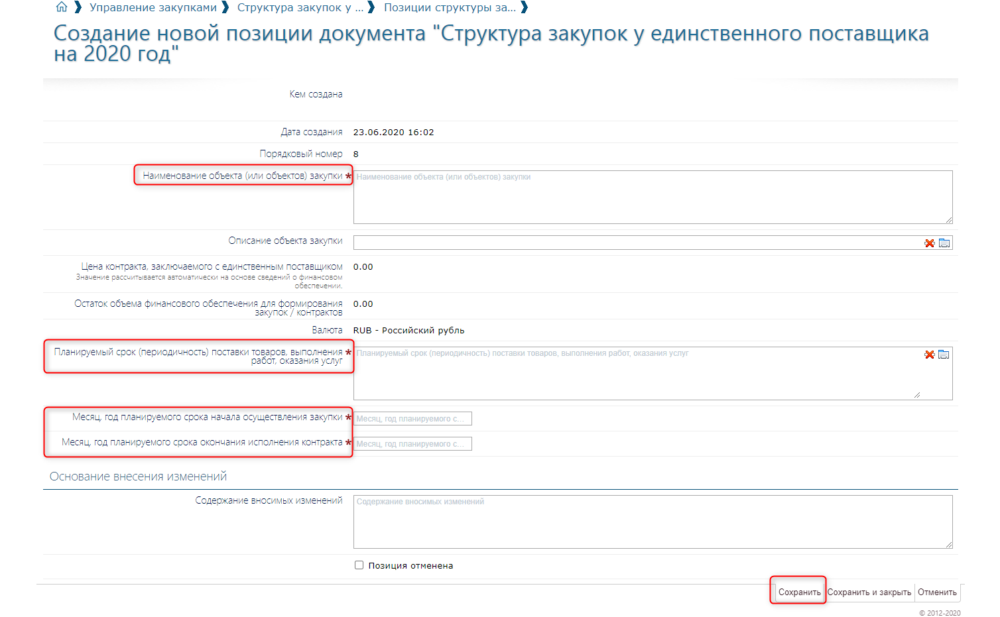 Управление закупками Структура закупок у ... Позиции структуры за...
Создание новой позиции документа "Структура закупок у единственного поставщика
на 2020 год"
Кем создана
Дата создания 23.06.2020 16:02
Порядковый номер 8
Наименование объекта (или объектов) закупки * Наименование объекта (или объектов) закупки
Описание объекта закупки
Цена контракта, заключаемого с единственным поставщиком 0.00
Значение рассчитывается автоматически на основе сведений о финансовом
обеспечении.
Остаток объема финансового обеспечения для формирования 0.00
закупок / контрактов
Валюта RUB - Российский рубль
Планируемый срок (периодичность) поставки товаров, выполнения * Планируемый срок (периодичность) поставки товаров, выполнения работ, оказания услуг
работ, оказания услуг
Месяц, год планируемого срока начала осуществления закупки * Месяц, год планируемого с...
Месяц, год планируемого срока окончания исполнения контракта * Месяц, год планируемого с...
Основание внесения изменений
Содержание вносимых изменений Содержание вносимых изменений
Позиция отменена
Сохранить Сохранить и закрыть Отменить
© 2012-2020